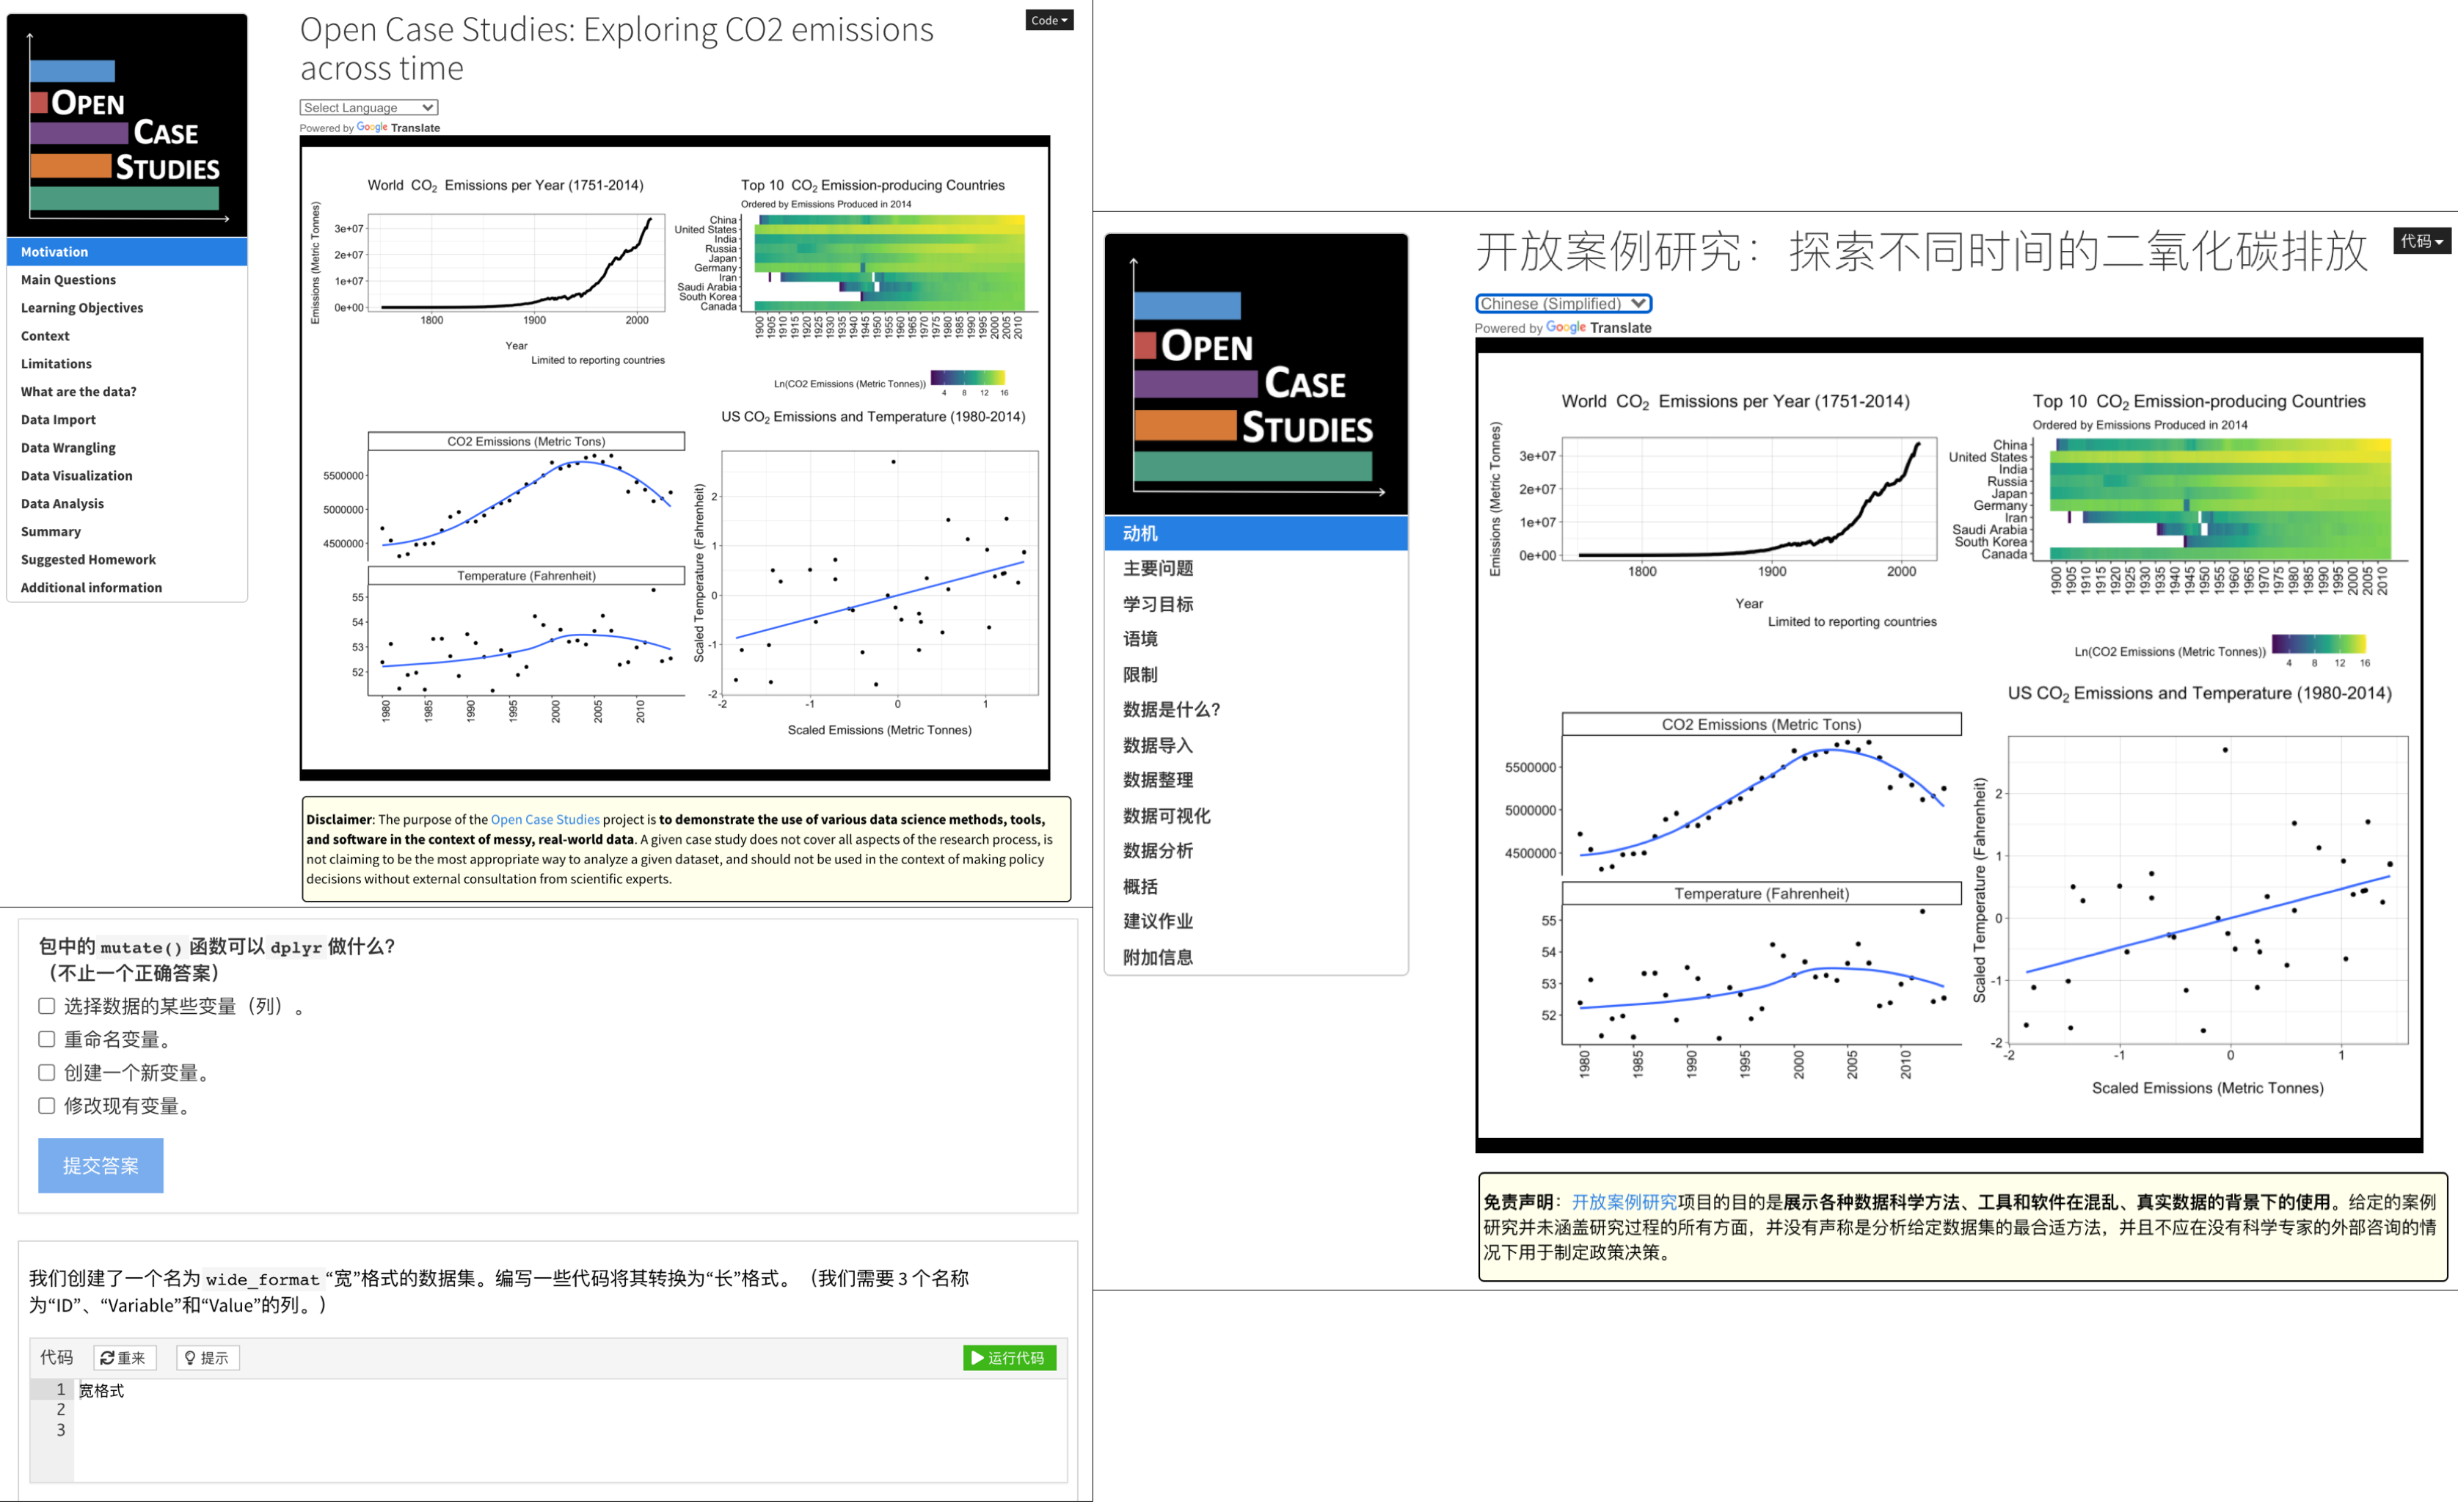 OPEN
CASE
STUDIES
Motivation
Main Questions
Learning Objectives
Context
Limitations
What are the data?
Data Import
Data Wrangling
Data Visualization
Data Analysis
Summary
Suggested Homework
Additional information
Open Case Studies: Exploring CO2 emissions
across time
Code
Select Language
Powered by Google Translate
World CO2 Emissions per Year (1751-2014)
Emissions (Metric Tonnes)
3e+07
2e+07
1e+07
0e+00
1800 1900 2000
Year
Limited to reporting countries
Top 10 CO2 Emission-producing Countries
Ordered by Emissions Produced in 2014
China
United States
India
Russia
Japan
Germany
Iran
Saudi Arabia
South Korea
Canada
1900 1905 1910 1915 1920 1925 1930 1935 1940 1945 1950 1955 1960 1965 1970 1975 1980 1985 1990 1995 2000 2005 2010
Ln(CO2 Emissions (Metric Tonnes))
4 8 12 16
US CO2 Emissions and Temperature (1980-2014)
CO2 Emissions (Metric Tons)
5500000
5000000
4500000
Temperature (Fahrenheit)
55
54
53
52
1980 1985 1990 1995 2000 2005 2010
Scaled Temperature (Fahrenheit)
2
1
0
-1
-2
-2 -1 0 1
Scaled Emissions (Metric Tonnes)
Disclaimer: The purpose of the Open Case Studies project is to demonstrate the use of various data science methods, tools,
and software in the context of messy, real-world data. A given case study does not cover all aspects of the research process, is
not claiming to be the most appropriate way to analyze a given dataset, and should not be used in the context of making policy
decisions without external consultation from scientific experts.
包中的mutate()函数可以dplyr做什么?
（不止一个正确答案）
选择数据的某些变量（列）。
重命名变量。
创建一个新变量。
修改现有变量。
提交答案
我们创建了一个名为wide_format“宽”格式的数据集。编写一些代码将其转换为“长”格式。（我们需要 3 个名称
为“ID”、“Variable”和“Value”的列。）
代码 重来 提示 运行代码
1 宽格式
2
3
OPEN
CASE
STUDIES
动机
主要问题
学习目标
语境
限制
数据是什么?
数据导入
数据整理
数据可视化
数据分析
概括
建议作业
附加信息
开放案例研究：探索不同时间的二氧化碳排放
代码
Chinese (Simplified)
Powered by Google Translate
World CO2 Emissions per Year (1751-2014)
Emissions (Metric Tonnes)
3e+07
2e+07
1e+07
0e+00
1800 1900 2000
Year
Limited to reporting countries
Top 10 CO2 Emission-producing Countries
Ordered by Emissions Produced in 2014
China
United States
India
Russia
Japan
Germany
Iran
Saudi Arabia
South Korea
Canada
1900 1905 1910 1915 1920 1925 1930 1935 1940 1945 1950 1955 1960 1965 1970 1975 1980 1985 1990 1995 2000 2005 2010
Ln(CO2 Emissions (Metric Tonnes))
4 8 12 16
US CO2 Emissions and Temperature (1980-2014)
CO2 Emissions (Metric Tons)
5500000
5000000
4500000
Temperature (Fahrenheit)
55
54
53
52
1980 1985 1990 1995 2000 2005 2010
Scaled Temperature (Fahrenheit)
2
1
0
-1
-2
-2 -1 0 1
Scaled Emissions (Metric Tonnes)
免责声明：开放案例研究项目的目的是展示各种数据科学方法、工具和软件在混乱、真实数据的背景下的使用。给定的案例
研究并未涵盖研究过程的所有方面，并没有声称是分析给定数据集的最合适方法，并且不应在没有科学专家的外部咨询的情
况下用于制定政策决策。